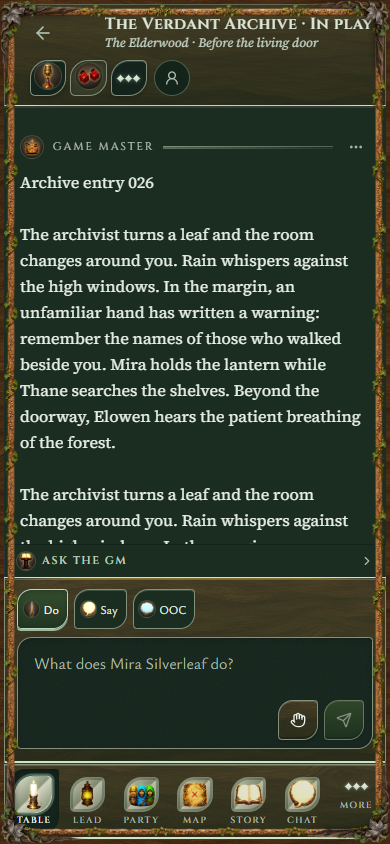 The Verdant Archive · In play
The Elderwood · Before the living door
GAME MASTER
Archive entry 026
The archivist turns a leaf and the room
changes around you. Rain whispers against
the high windows. In the margin, an
unfamiliar hand has written a warning:
remember the names of those who walked
beside you. Mira holds the lantern while
Thane searches the shelves. Beyond the
doorway, Elowen hears the patient breathing
of the forest.
The archivist turns a leaf and the room
changes around you. Rain whispers against
ASK THE GM
Do
Say
OOC
What does Mira Silverleaf do?
TABLE
LEAD
PARTY
MAP
STORY
CHAT
MORE